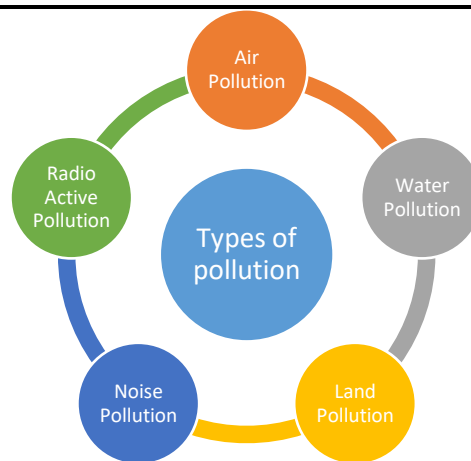 Air
Pollution
Water
Pollution
Land
Pollution
Noise
Pollution
Radio
Active
Pollution
Types of
pollution